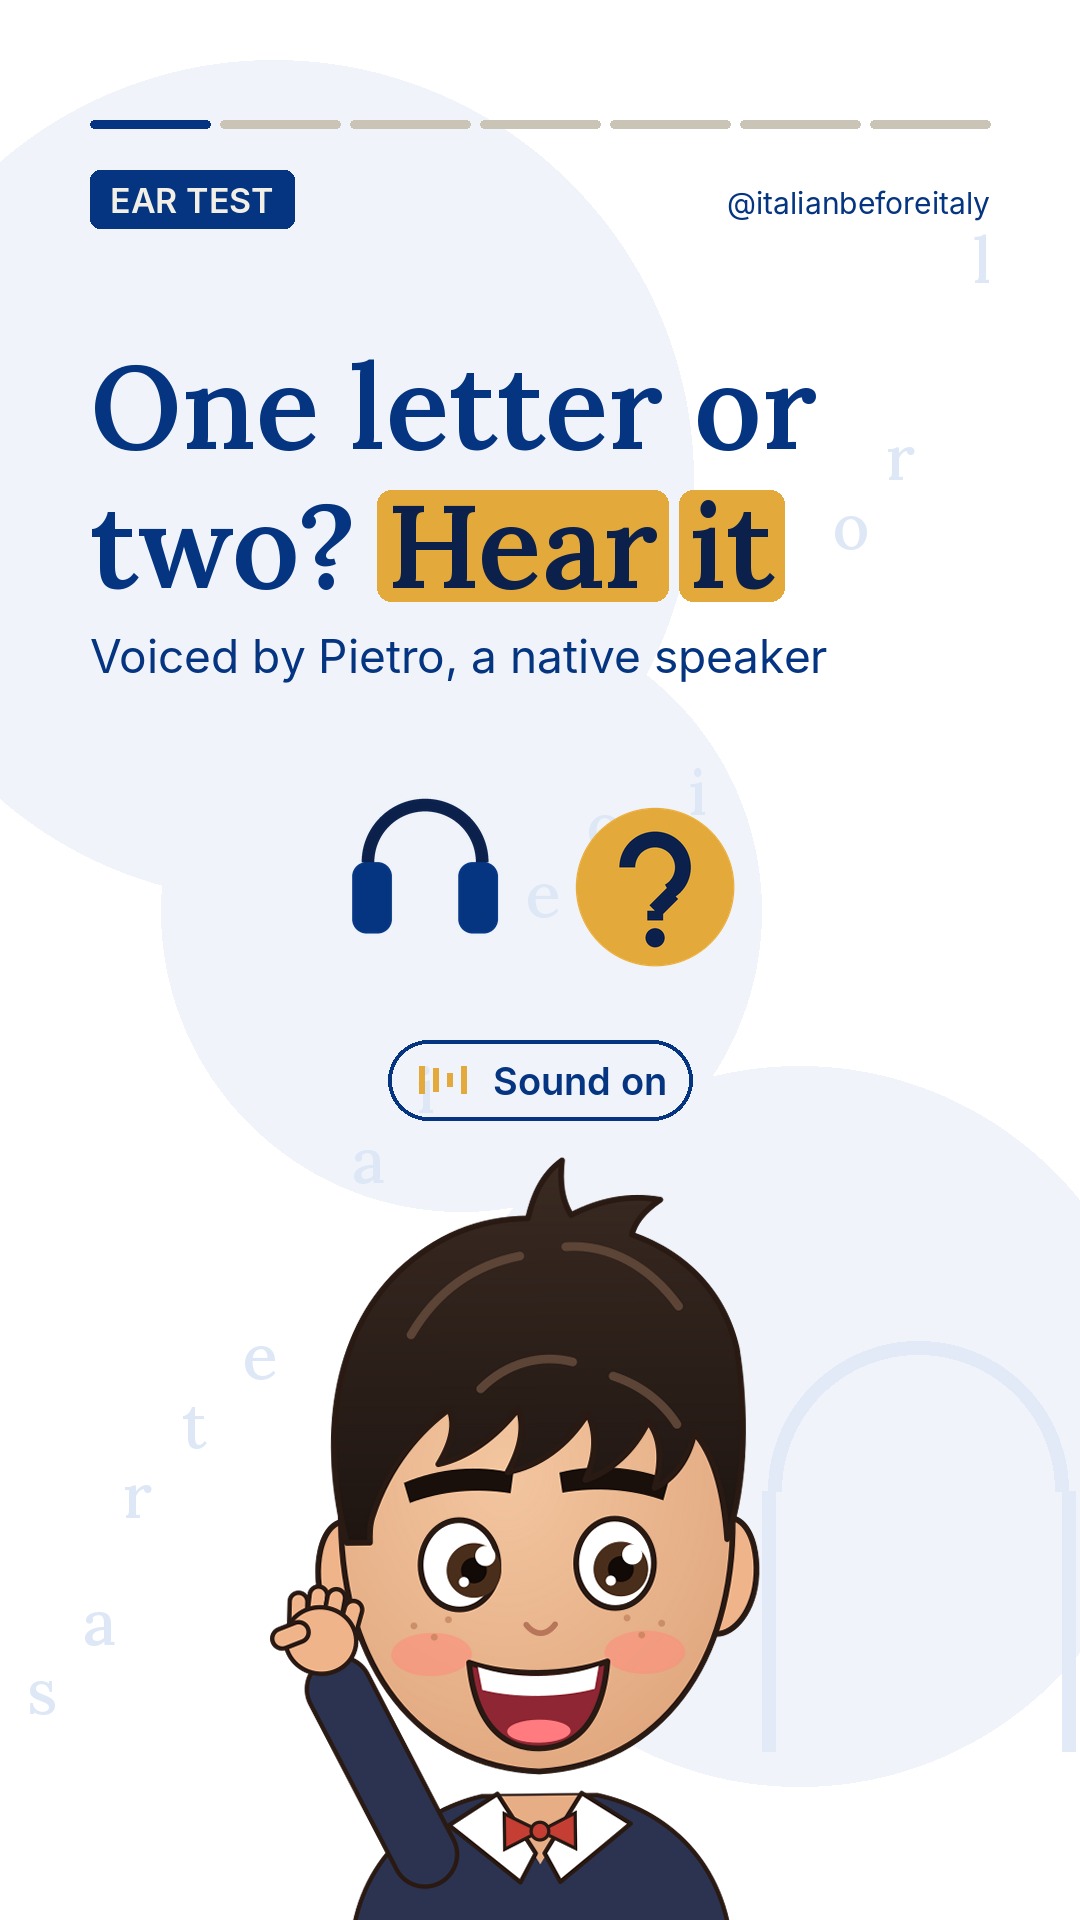 EAR TEST
@italianbeforeitaly
l
One letter or
r
two? Hear it
o
Voiced by Pietro, a native speaker
i
e
?
i
Sound on
a
e
t
r
a
s